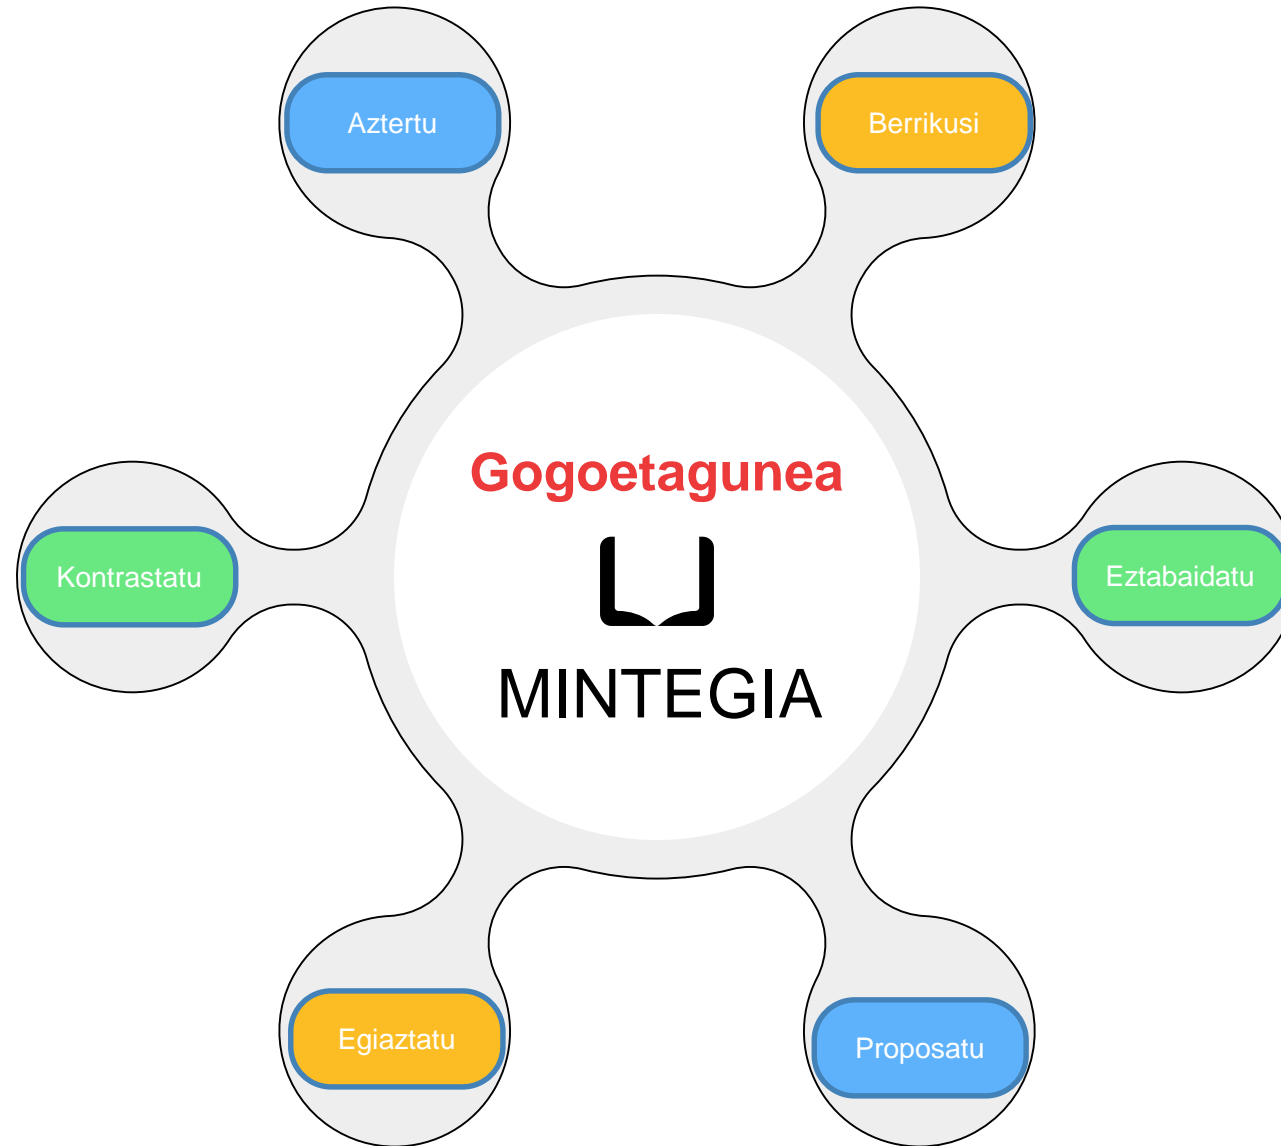 Aztertu
Berrikusi
Gogoetagunea
Kontrastatu
Eztabaidatu
MINTEGIA
Egiaztatu
Proposatu